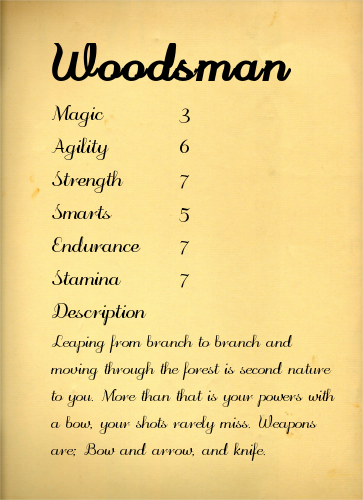 Woodsman
Magic 3
Agility 6
Strength 7
Smarts 5
Endurance 7
Stamina 7
Description
Leaping from branch to branch and
moving through the forest is second nature
to you. More than that is your powers with
a bow, your shots rarely miss. Weapons
are; Bow and arrow, and knife.